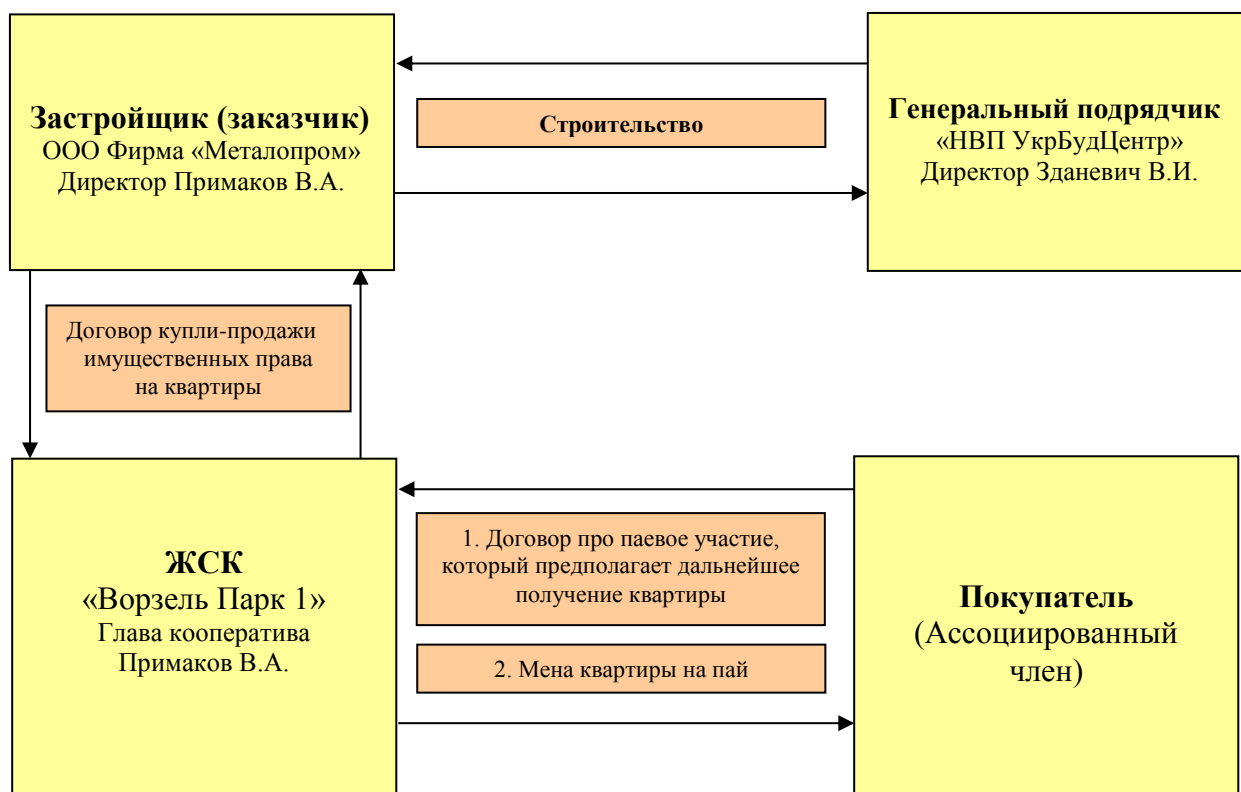 Застройщик (заказчик)
ООО Фирма «Металопром»
Директор Примаков В.А.
Строительство
Генеральный подрядчик
«НВП УкрБудЦентр»
Директор Зданевич В.И.
Договор купли-продажи
имущественных права
на квартиры
ЖСК
«Ворзель Парк 1»
Глава кооператива
Примаков В.А.
1. Договор про паевое участие,
который предполагает дальнейшее
получение квартиры
2. Мена квартиры на пай
Покупатель
(Ассоциированный
член)